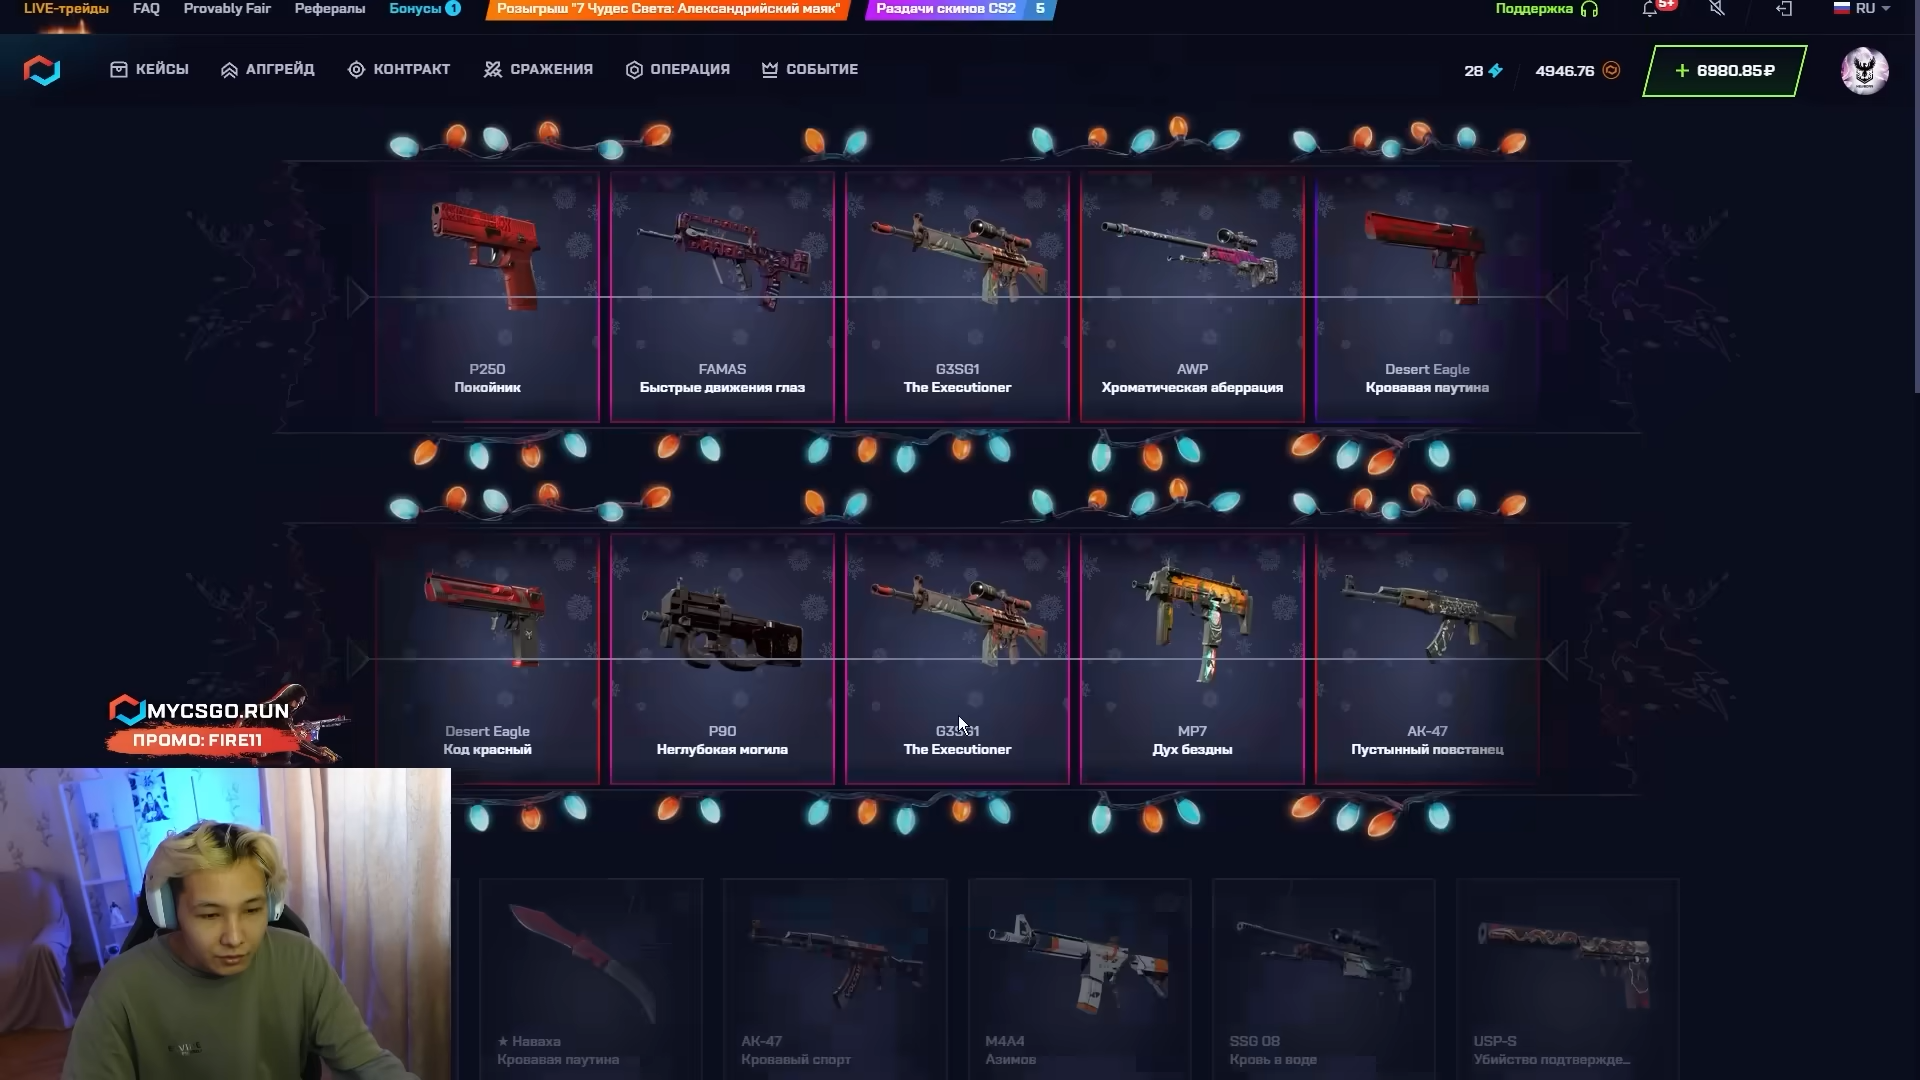 LIVE-трейды FAQ Provably Fair Рефералы Бонусы 1 Розыгрыш "7 Чудес Света: Александрийский маяк" Раздачи скинов CS2 5 Поддержка 5+ RU
КЕЙСЫ АПГРЕЙД КОНТРАКТ СРАЖЕНИЯ ОПЕРАЦИЯ СОБЫТИЕ 28 4946.76 + 6980.85₽
P250 FAMAS G3SG1 AWP Desert Eagle
Покойник Быстрые движения глаз The Executioner Хроматическая аберрация Кровавая паутина
MYCSGO.RUN
ПРОМО: FIRE11
Desert Eagle P90 G3SG1 MP7 AK-47
Код красный Неглубокая могила The Executioner Дух бездны Пустынный повстанец
★ Наваха AK-47 M4A4 SSG 08 USP-S
Кровавая паутина Кровавый спорт Азимов Кровь в воде Убийство подтвержде...